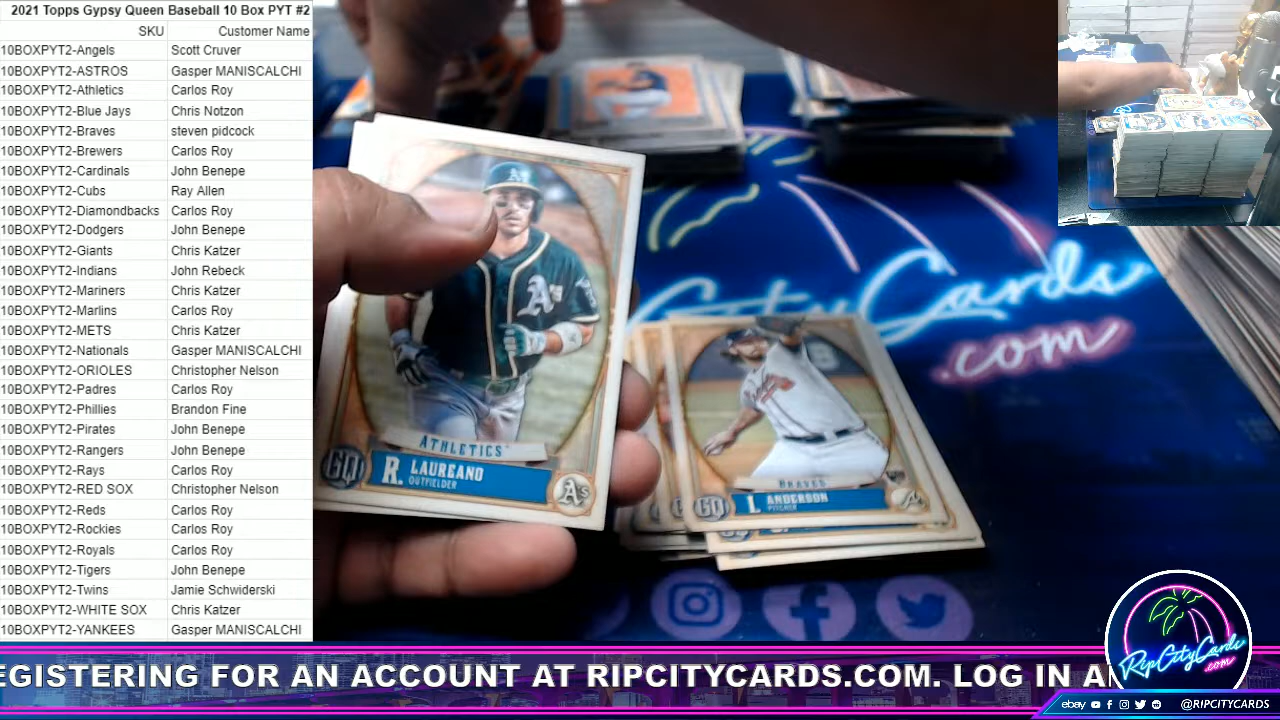 2021 Topps Gypsy Queen Baseball 10 Box PYT #2
SKU Customer Name
10BOXPYT2-Angels Scott Cruver
10BOXPYT2-ASTROS Gasper MANISCALCHI
10BOXPYT2-Athletics Carlos Roy
10BOXPYT2-Blue Jays Chris Notzon
10BOXPYT2-Braves steven pidcock
10BOXPYT2-Brewers Carlos Roy
10BOXPYT2-Cardinals John Benepe
10BOXPYT2-Cubs Ray Allen
10BOXPYT2-Diamondbacks Carlos Roy
10BOXPYT2-Dodgers John Benepe
10BOXPYT2-Giants Chris Katzer
10BOXPYT2-Indians John Rebeck
10BOXPYT2-Mariners Chris Katzer
10BOXPYT2-Marlins Carlos Roy
10BOXPYT2-METS Chris Katzer
10BOXPYT2-Nationals Gasper MANISCALCHI
10BOXPYT2-ORIOLES Christopher Nelson
10BOXPYT2-Padres Carlos Roy
10BOXPYT2-Phillies Brandon Fine
10BOXPYT2-Pirates John Benepe
10BOXPYT2-Rangers John Benepe
10BOXPYT2-Rays Carlos Roy
10BOXPYT2-RED SOX Christopher Nelson
10BOXPYT2-Reds Carlos Roy
10BOXPYT2-Rockies Carlos Roy
10BOXPYT2-Royals Carlos Roy
10BOXPYT2-Tigers John Benepe
10BOXPYT2-Twins Jamie Schwiderski
10BOXPYT2-WHITE SOX Chris Katzer
10BOXPYT2-YANKEES Gasper MANISCALCHI
A's
A's
ATHLETICS
GQ R. LAUREANO
OUTFIELDER
A's
BRAVES
GQ I. ANDERSON
PITCHER
A
CityCards
.com
EGISTERING FOR AN ACCOUNT AT RIPCITYCARDS.COM. LOG IN A
RipCityCards
.com
ebay @RIPCITYCARDS